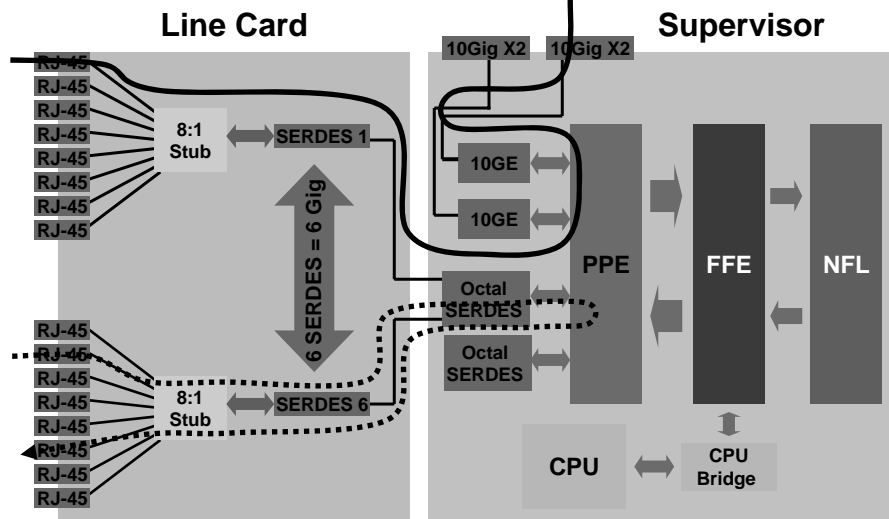 Line Card
Supervisor
10Gig X2
10Gig X2
RJ-45
RJ-45
RJ-45
RJ-45
RJ-45
RJ-45
RJ-45
RJ-45
8:1
Stub
SERDES 1
6 SERDES = 6 Gig
10GE
10GE
PPE
FFE
NFL
Octal
SERDES
Octal
SERDES
RJ-45
RJ-45
RJ-45
RJ-45
RJ-45
RJ-45
RJ-45
RJ-45
8:1
Stub
SERDES 6
CPU
CPU
Bridge